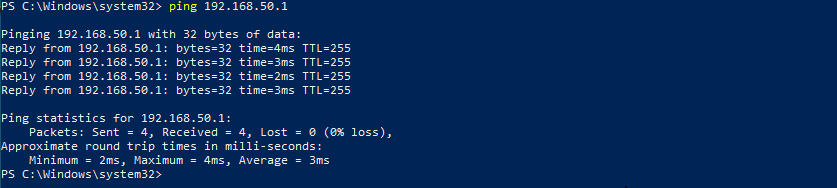 PS C:\Windows\system32> ping 192.168.50.1
Pinging 192.168.50.1 with 32 bytes of data:
Reply from 192.168.50.1: bytes=32 time=4ms TTL=255
Reply from 192.168.50.1: bytes=32 time=3ms TTL=255
Reply from 192.168.50.1: bytes=32 time=2ms TTL=255
Reply from 192.168.50.1: bytes=32 time=3ms TTL=255
Ping statistics for 192.168.50.1:
    Packets: Sent = 4, Received = 4, Lost = 0 (0% loss),
Approximate round trip times in milli-seconds:
    Minimum = 2ms, Maximum = 4ms, Average = 3ms
PS C:\Windows\system32>